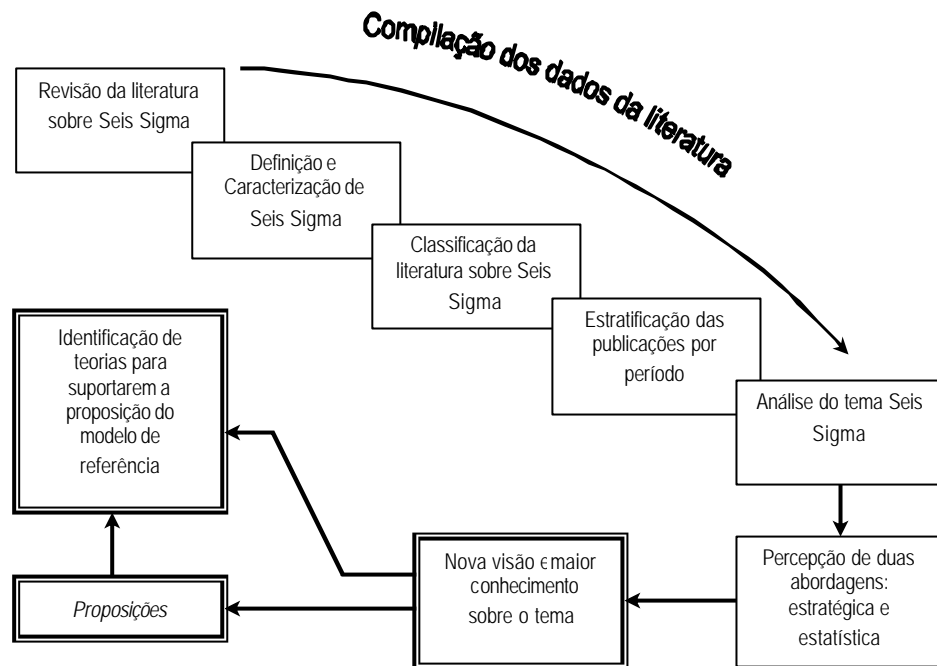 Compilação dos dados da literatura
Revisão da literatura
sobre Seis Sigma
Definição e
Caracterização de
Seis Sigma
Classificação da
literatura sobre Seis
Sigma
Estratificação das
publicações por
período
Análise do tema Seis
Sigma
Percepção de duas
abordagens:
estratégica e
estatística
Nova visão e maior
conhecimento
sobre o tema
Proposições
Identificação de
teorias para
suportarem a
proposição do
modelo de
referência